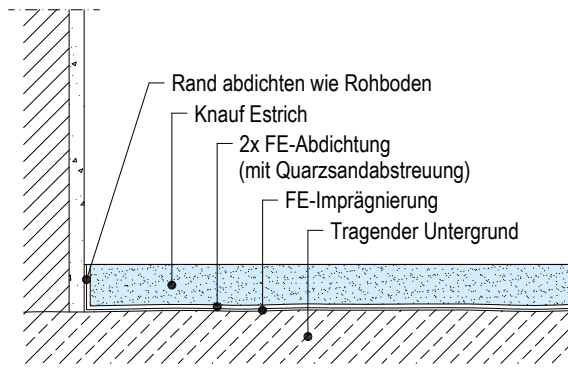 Rand abdichten wie Rohboden
Knauf Estrich
2x FE-Abdichtung
(mit Quarzsandabstreuung)
FE-Imprägnierung
Tragender Untergrund